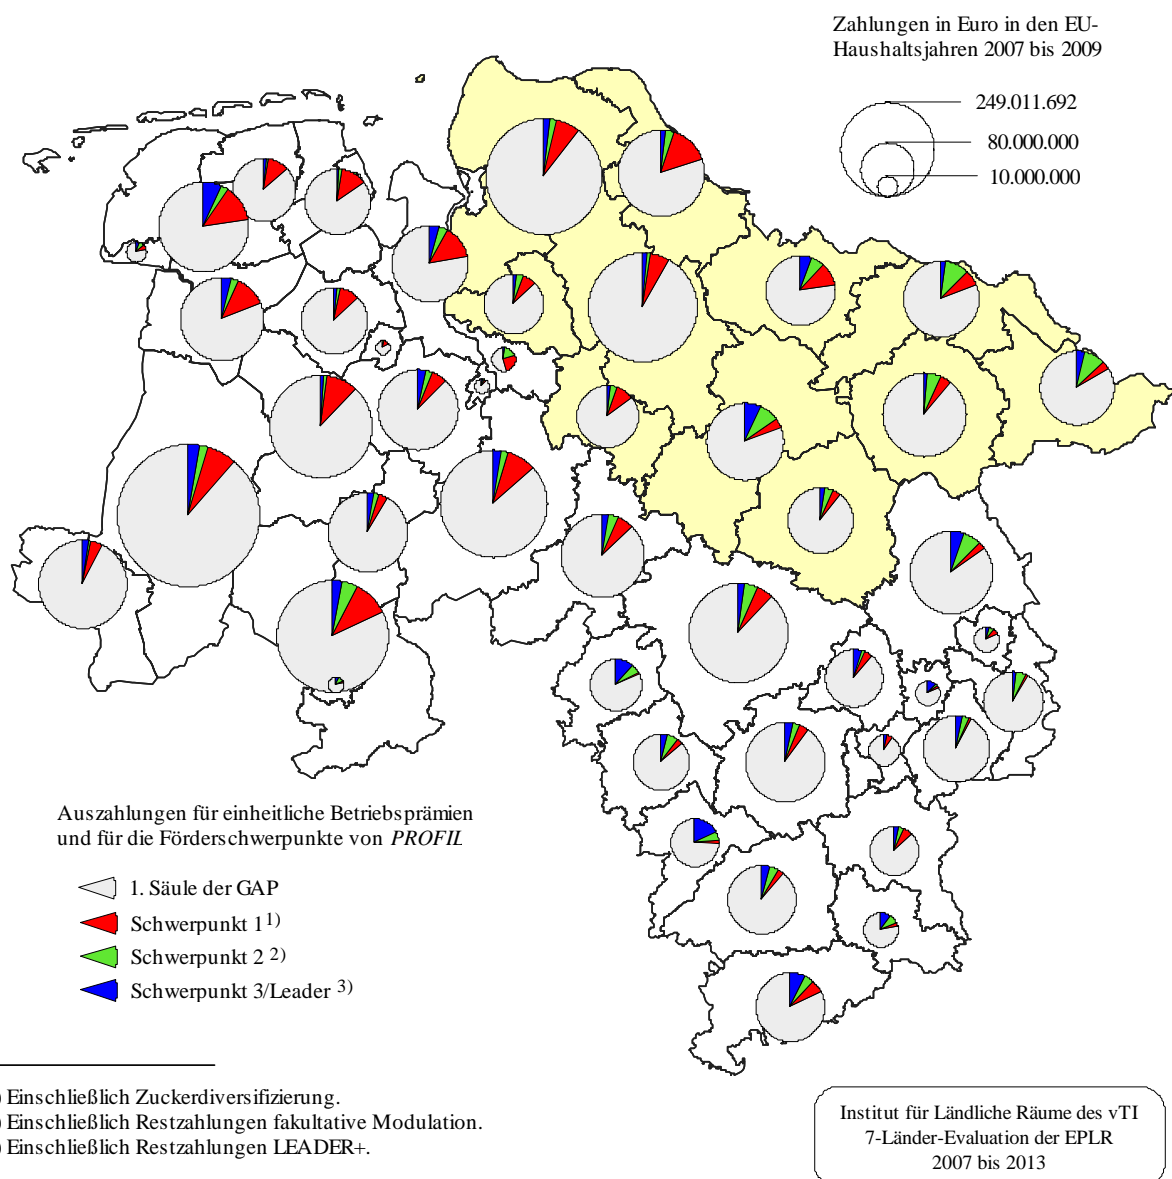 Zahlungen in Euro in den EU-
Haushaltsjahren 2007 bis 2009
249.011.692
80.000.000
10.000.000
Auszahlungen für einheitliche Betriebsprämien
und für die Förderschwerpunkte von PROFIL
1. Säule der GAP
Schwerpunkt 1 1)
Schwerpunkt 2 2)
Schwerpunkt 3/Leader 3)
) Einschließlich Zuckerdiversifizierung.
) Einschließlich Restzahlungen fakultative Modulation.
) Einschließlich Restzahlungen LEADER+.
Institut für Ländliche Räume des vTI
7-Länder-Evaluation der EPLR
2007 bis 2013